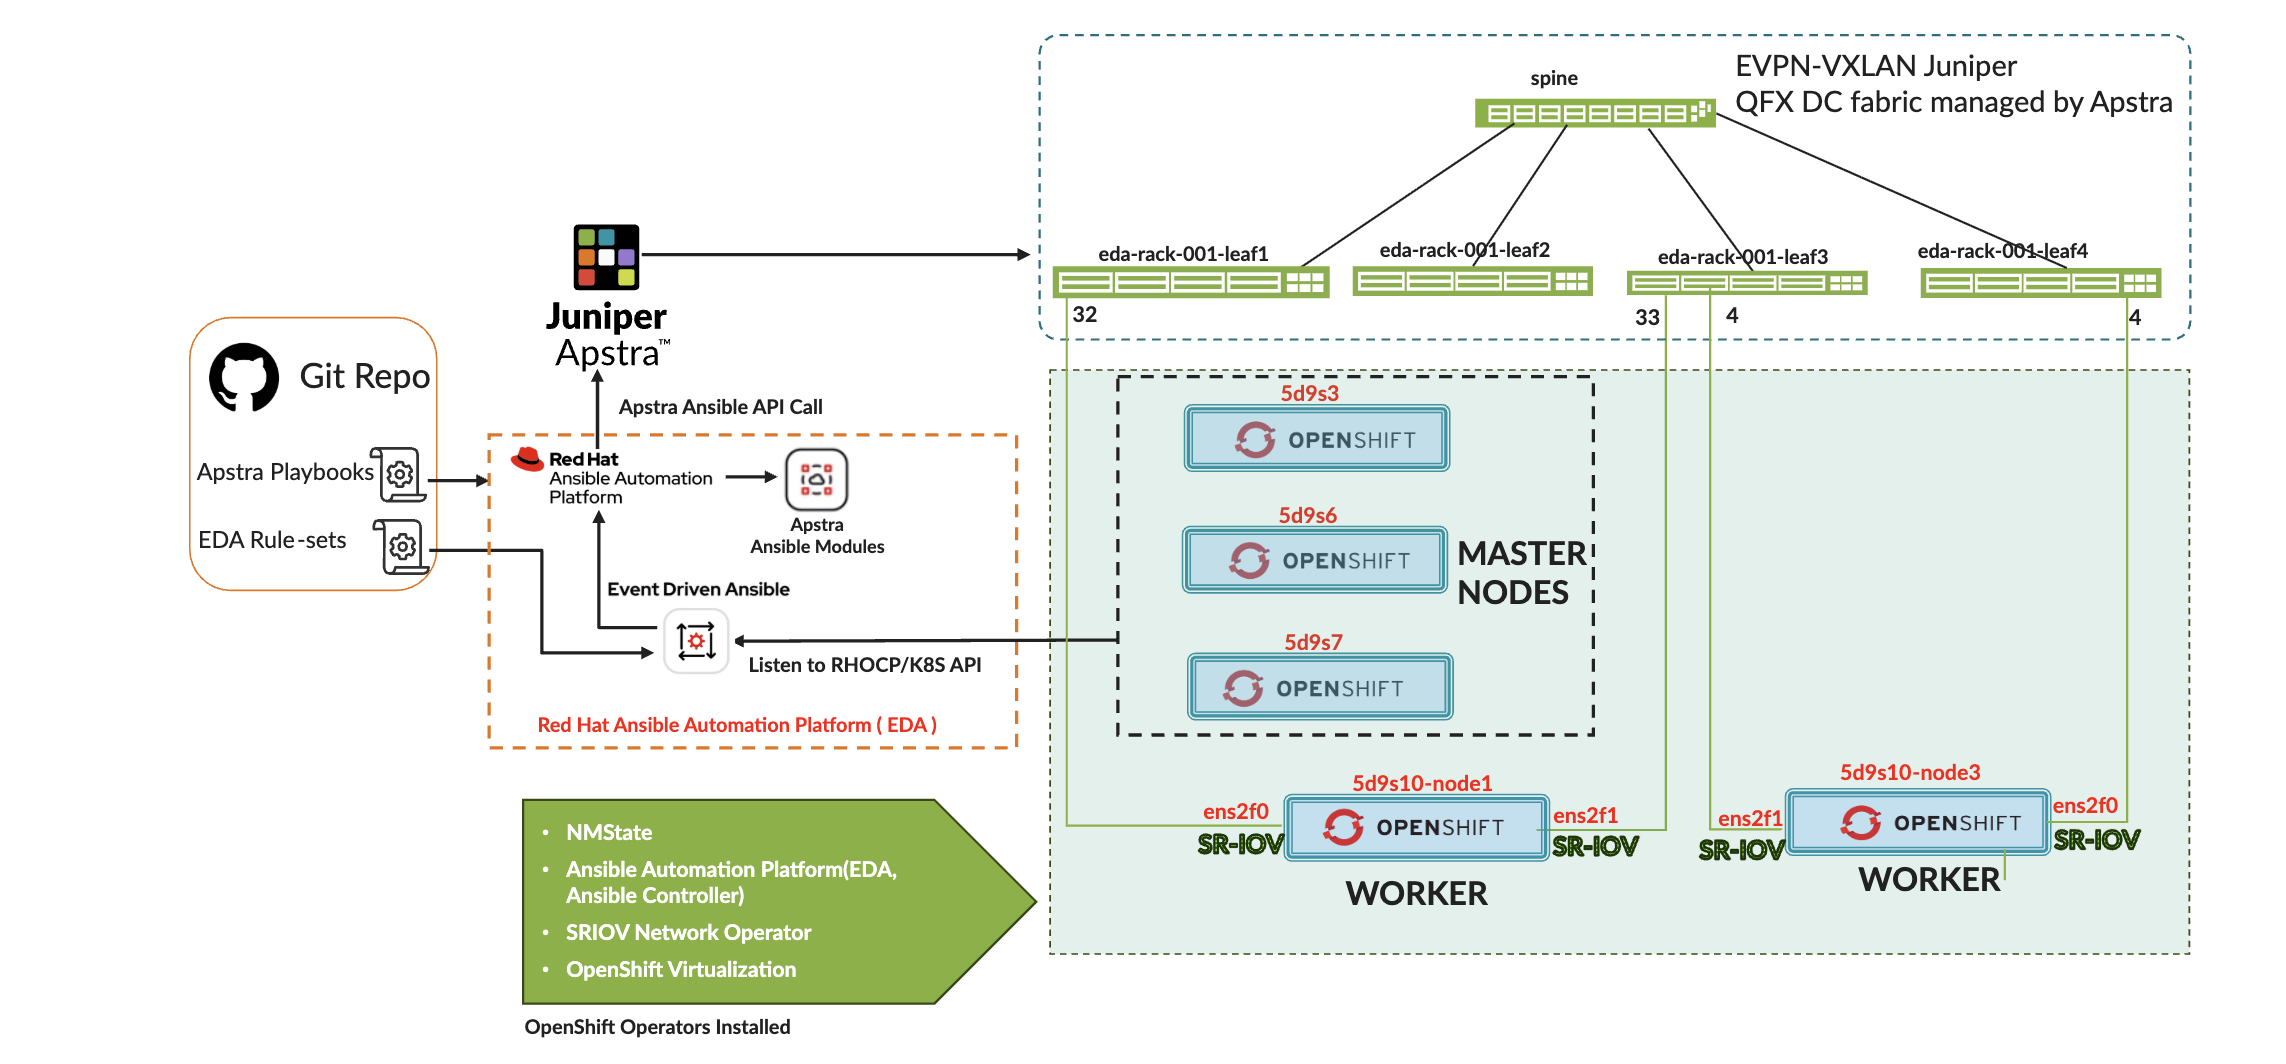 spine
EVPN-VXLAN Juniper
QFX DC fabric managed by Apstra
eda-rack-001-leaf1
eda-rack-001-leaf2
eda-rack-001-leaf3
eda-rack-001-leaf4
32
33
4
4
Juniper
Apstra™
Git Repo
Apstra Playbooks
EDA Rule-sets
Apstra Ansible API Call
Red Hat
Ansible Automation
Platform
Apstra
Ansible Modules
Event Driven Ansible
Listen to RHOCP/K8S API
Red Hat Ansible Automation Platform ( EDA )
5d9s3
OPENSHIFT
5d9s6
OPENSHIFT
MASTER
NODES
5d9s7
OPENSHIFT
5d9s10-node1
ens2f0
SR-IOV
OPENSHIFT
ens2f1
SR-IOV
WORKER
5d9s10-node3
ens2f1
SR-IOV
OPENSHIFT
ens2f0
SR-IOV
WORKER
• NMState
• Ansible Automation Platform(EDA,
Ansible Controller)
• SRIOV Network Operator
• OpenShift Virtualization
OpenShift Operators Installed